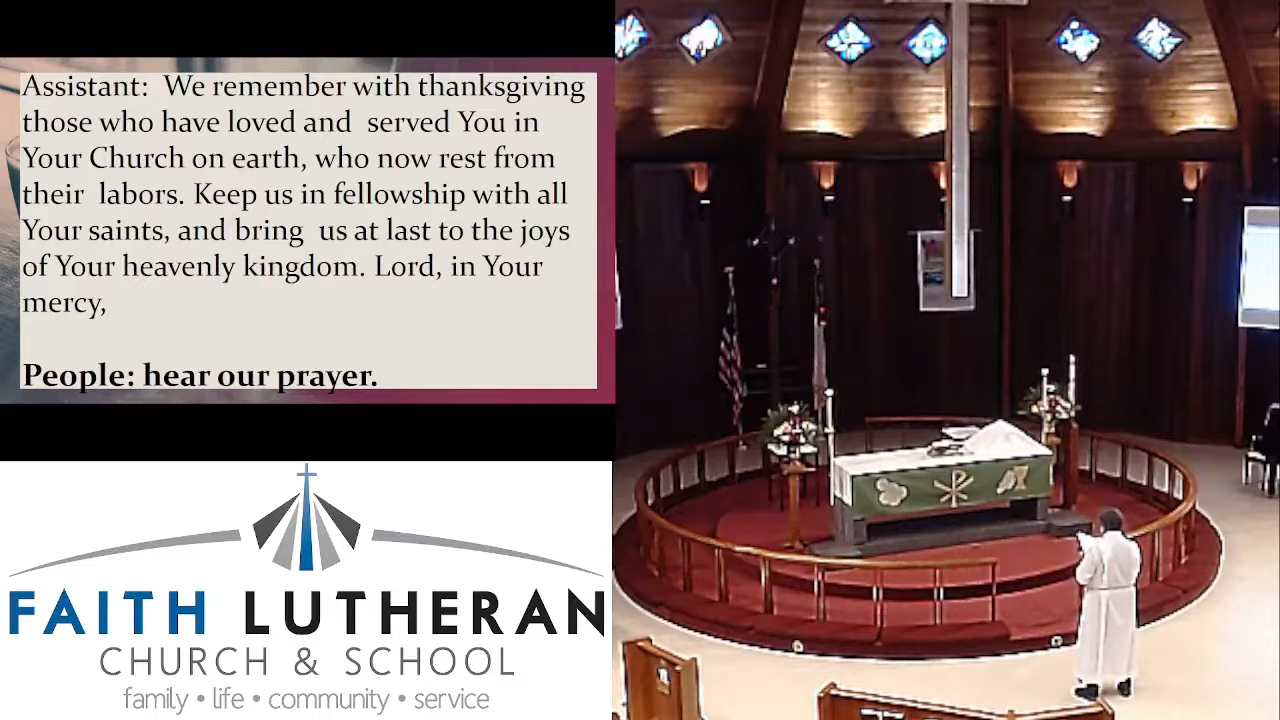 Assistant: We remember with thanksgiving
those who have loved and served You in
Your Church on earth, who now rest from
their labors. Keep us in fellowship with all
Your saints, and bring us at last to the joys
of Your heavenly kingdom. Lord, in Your
mercy,
People: hear our prayer.
FAITH LUTHERAN
CHURCH & SCHOOL
family • life • community • service